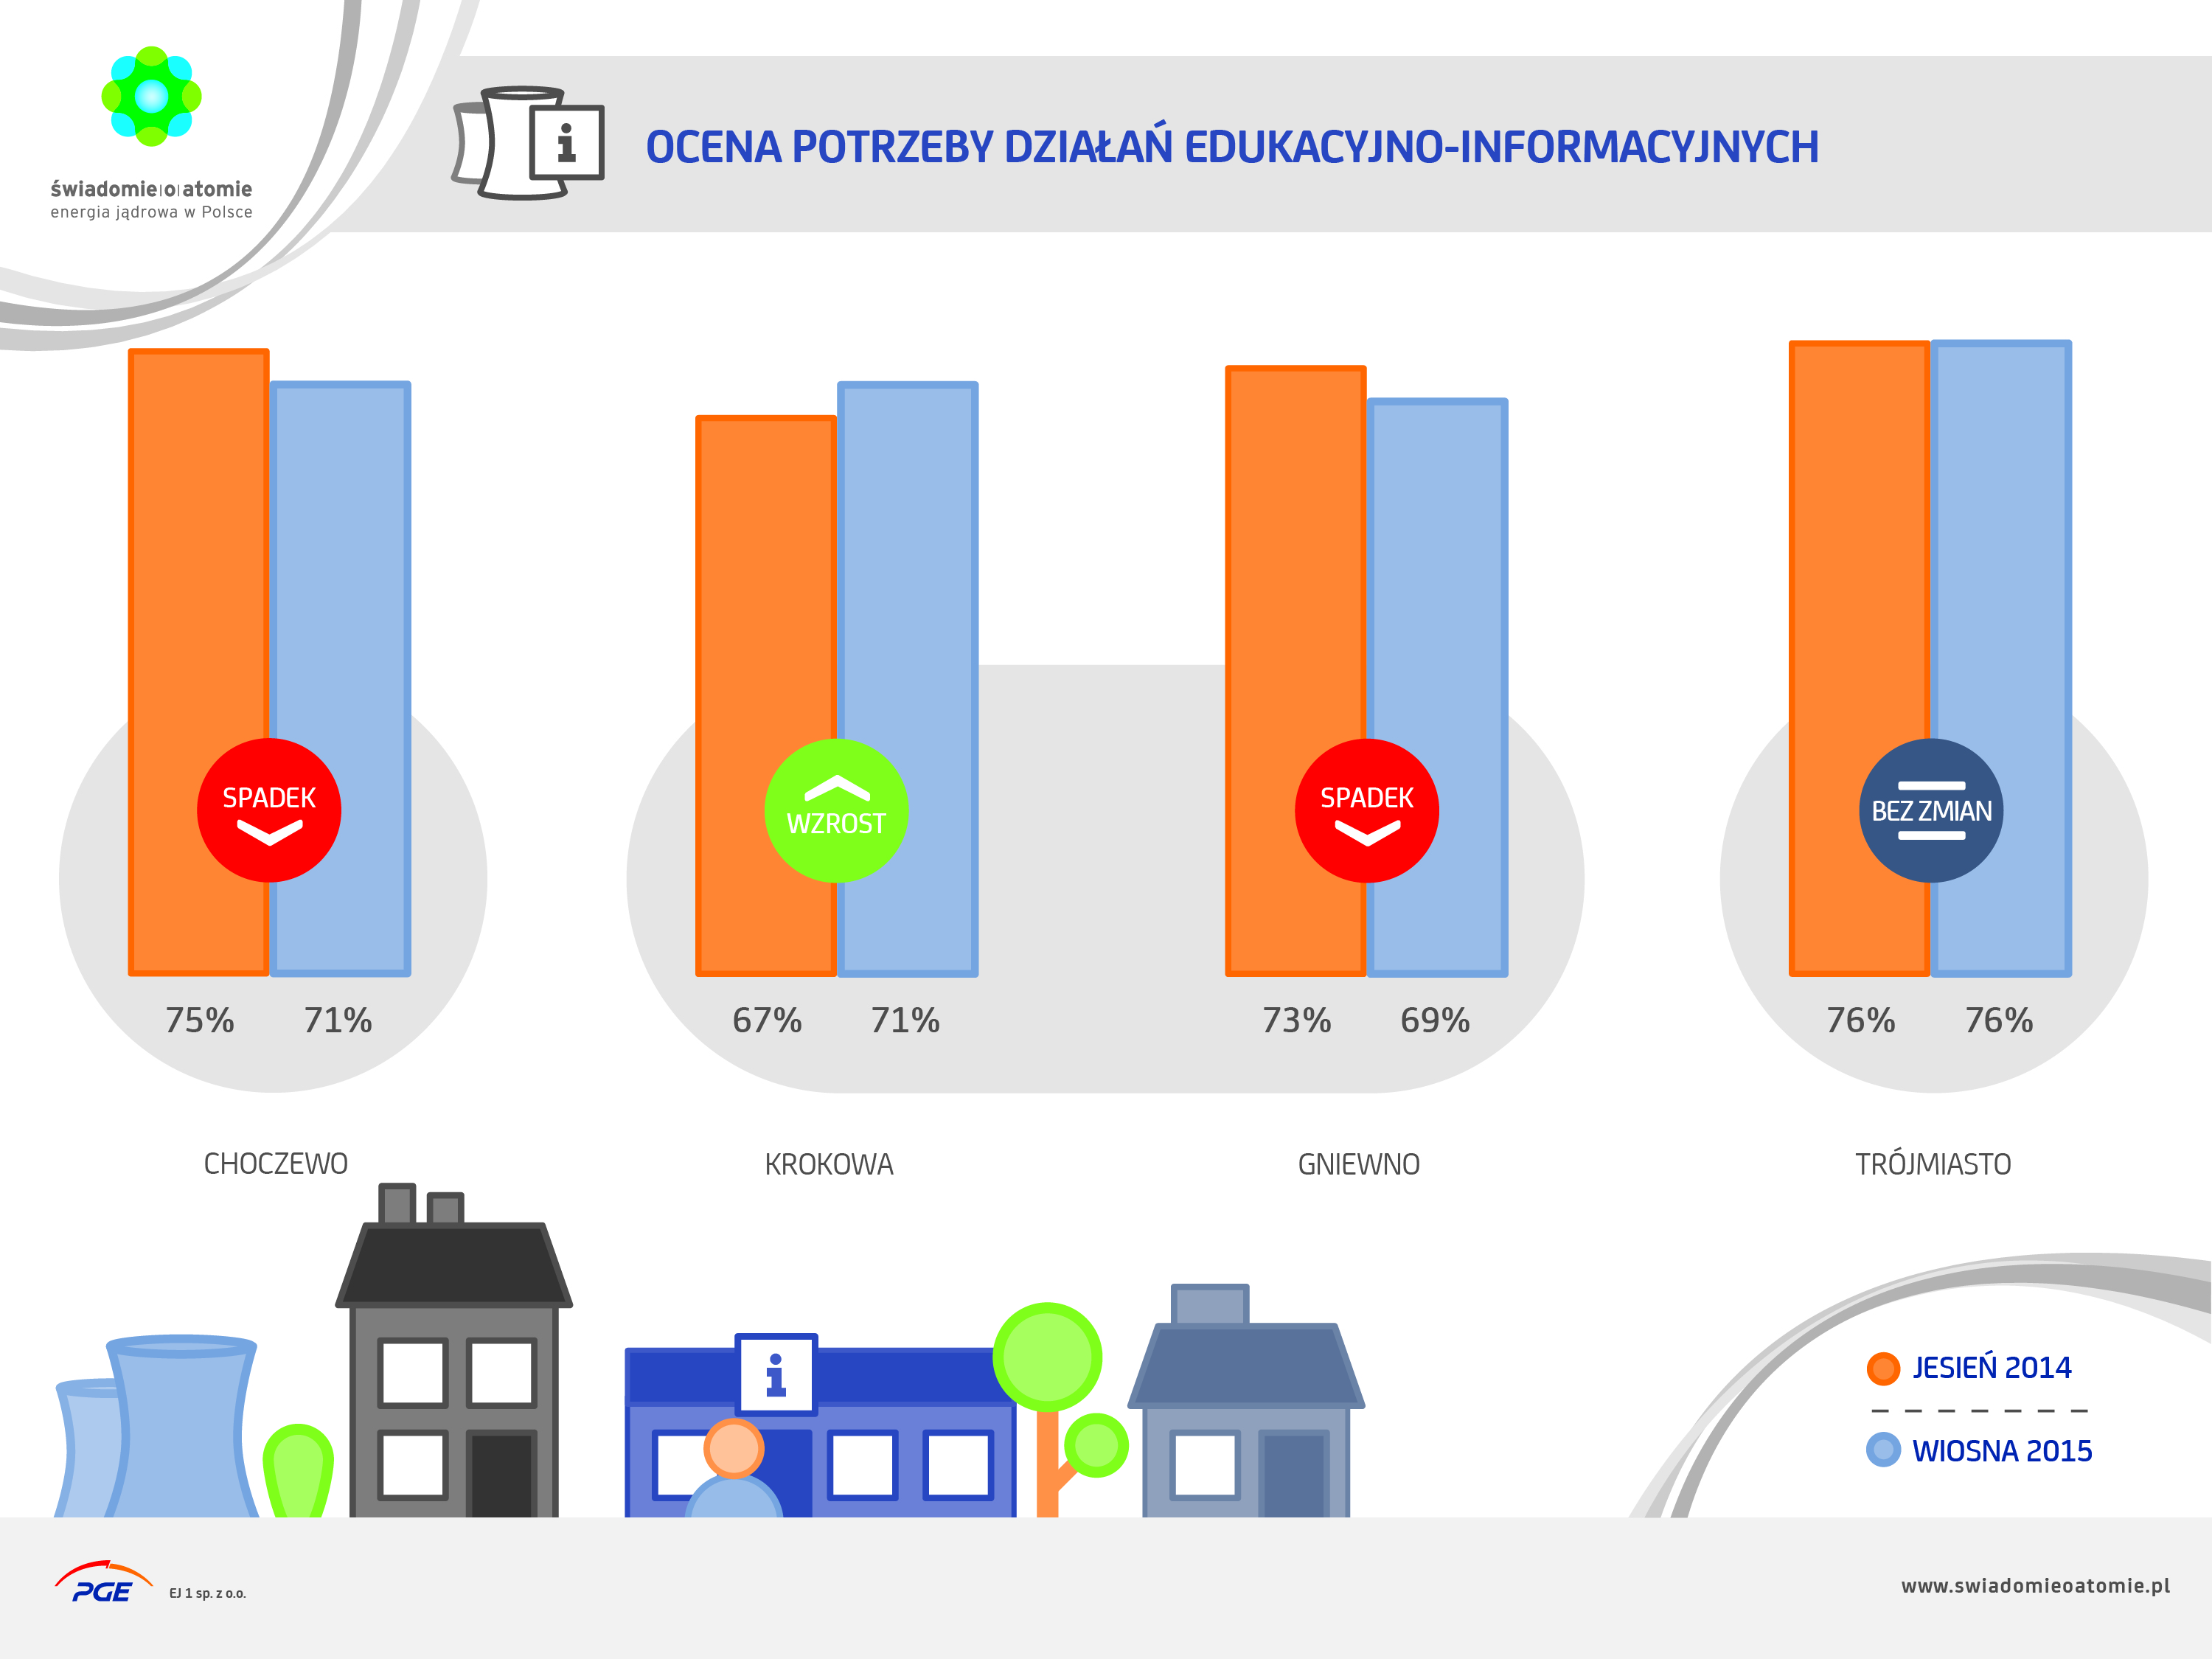 świadomie|o|atomie
energia jądrowa w Polsce
i
OCENA POTRZEBY DZIAŁAŃ EDUKACYJNO-INFORMACYJNYCH
SPADEK
WZROST
SPADEK
BEZ ZMIAN
75% 71%
67% 71%
73% 69%
76% 76%
CHOCZEWO
KROKOWA
GNIEWNO
TRÓJMIASTO
i
JESIEŃ 2014
WIOSNA 2015
PGE
EJ 1 sp. z o.o.
www.swiadomieoatomie.pl